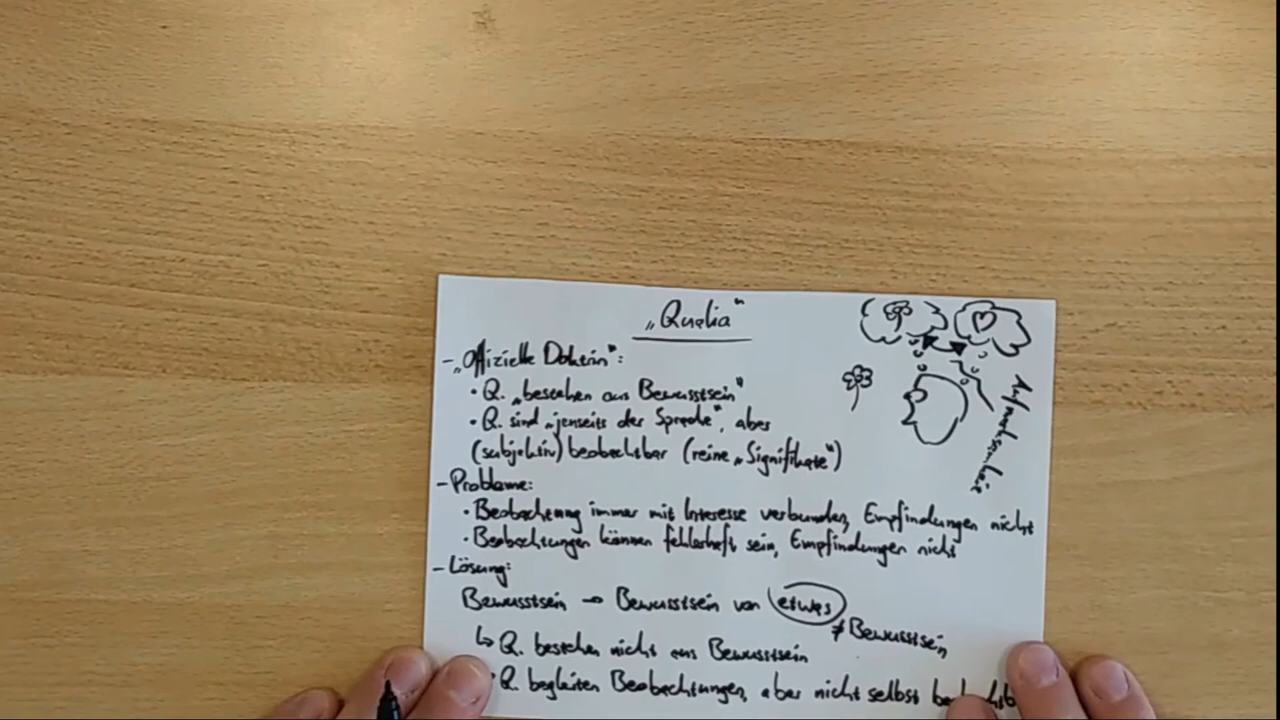 „Qualia“
- „Offizielle Doktrin“:
• Q. „bestehen aus Bewusstsein“
• Q. sind „jenseits der Sprache“, aber
(subjektiv) beobachtbar (reine „Signifikate“)
- Probleme:
• Beobachtung immer mit Interesse verbunden, Empfindungen nicht
• Beobachtungen können fehlerhaft sein, Empfindungen nicht
- Lösung:
Bewusstsein → Bewusstsein von etwas
≠ Bewusstsein
↳ Q. bestehen nicht aus Bewusstsein
• Q. begleiten Beobachtungen, aber nicht selbst
Aufmerksamkeit